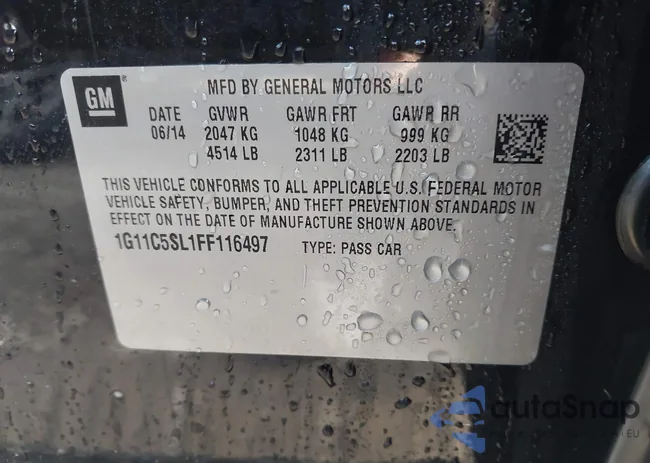 MFD BY GENERAL MOTORS LLC
GM
DATE GVWR GAWR FRT GAWR RR
06/14 2047 KG 1048 KG 999 KG
4514 LB 2311 LB 2203 LB
THIS VEHICLE CONFORMS TO ALL APPLICABLE U.S. FEDERAL MOTOR
VEHICLE SAFETY, BUMPER, AND THEFT PREVENTION STANDARDS IN
EFFECT ON THE DATE OF MANUFACTURE SHOWN ABOVE.
1G11C5SL1FF116497 TYPE: PASS CAR
autoSnap
EU